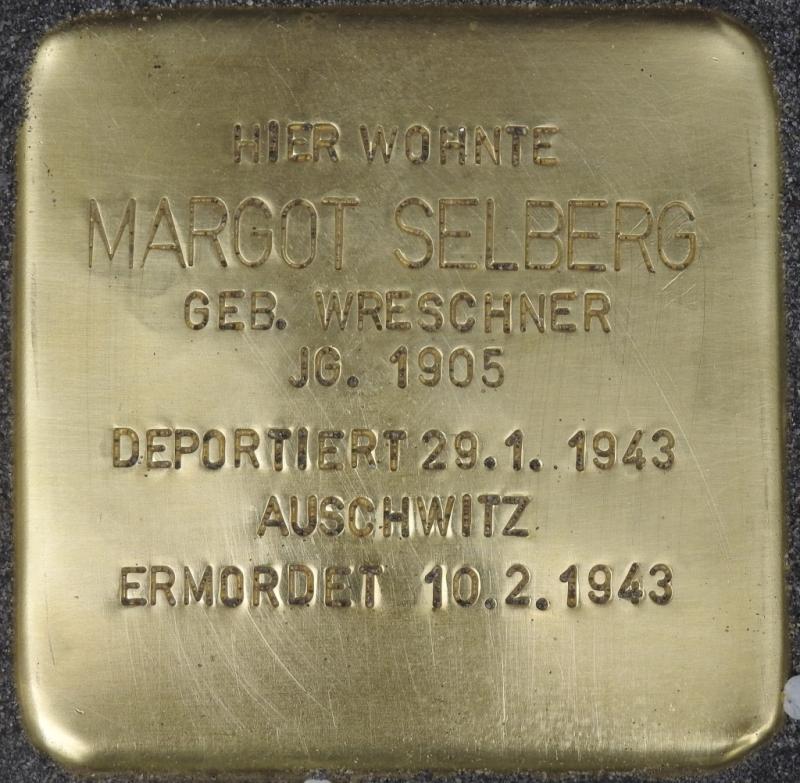 HIER WOHNTE
MARGOT SELBERG
GEB. WRESCHNER
JG. 1905
DEPORTIERT 29.1. 1943
AUSCHWITZ
ERMORDET 10.2.1943